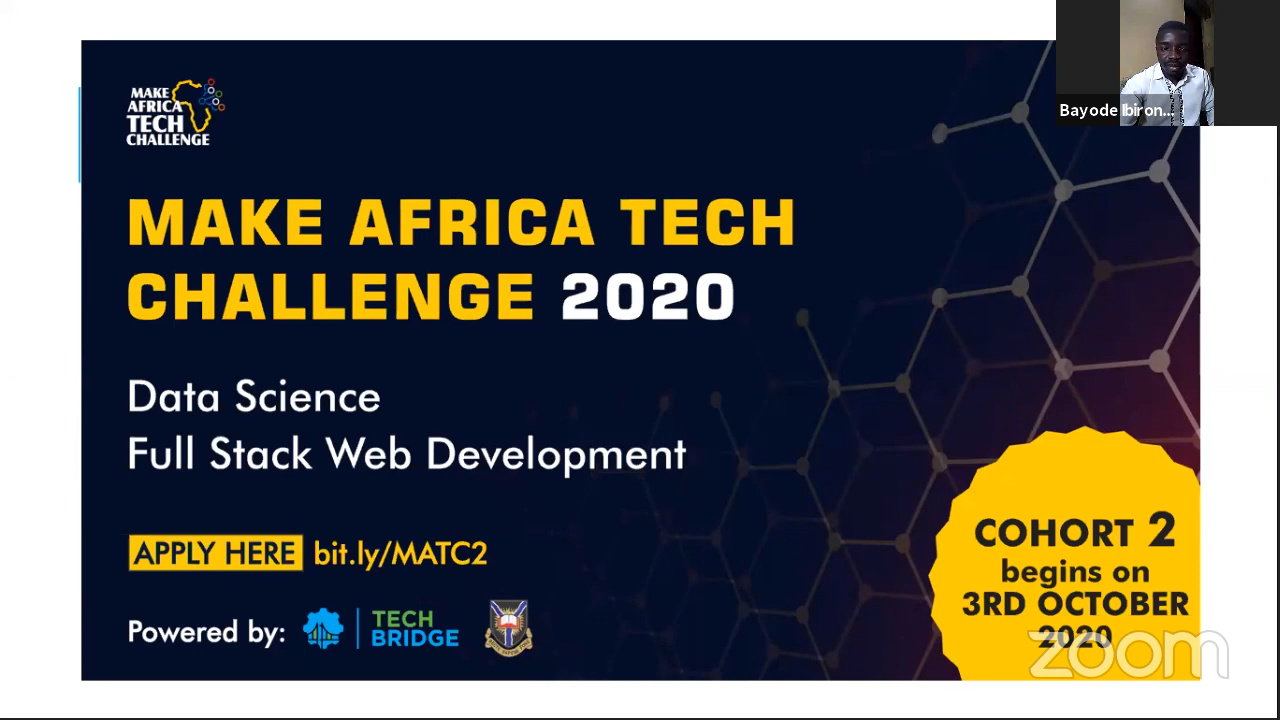 Bayode Ibiron...
MAKE
AFRICA
TECH
CHALLENGE
MAKE AFRICA TECH
CHALLENGE 2020
Data Science
Full Stack Web Development
APPLY HERE bit.ly/MATC2
Powered by: TECH
BRIDGE
COHORT 2
begins on
3RD OCTOBER
2020
zoom